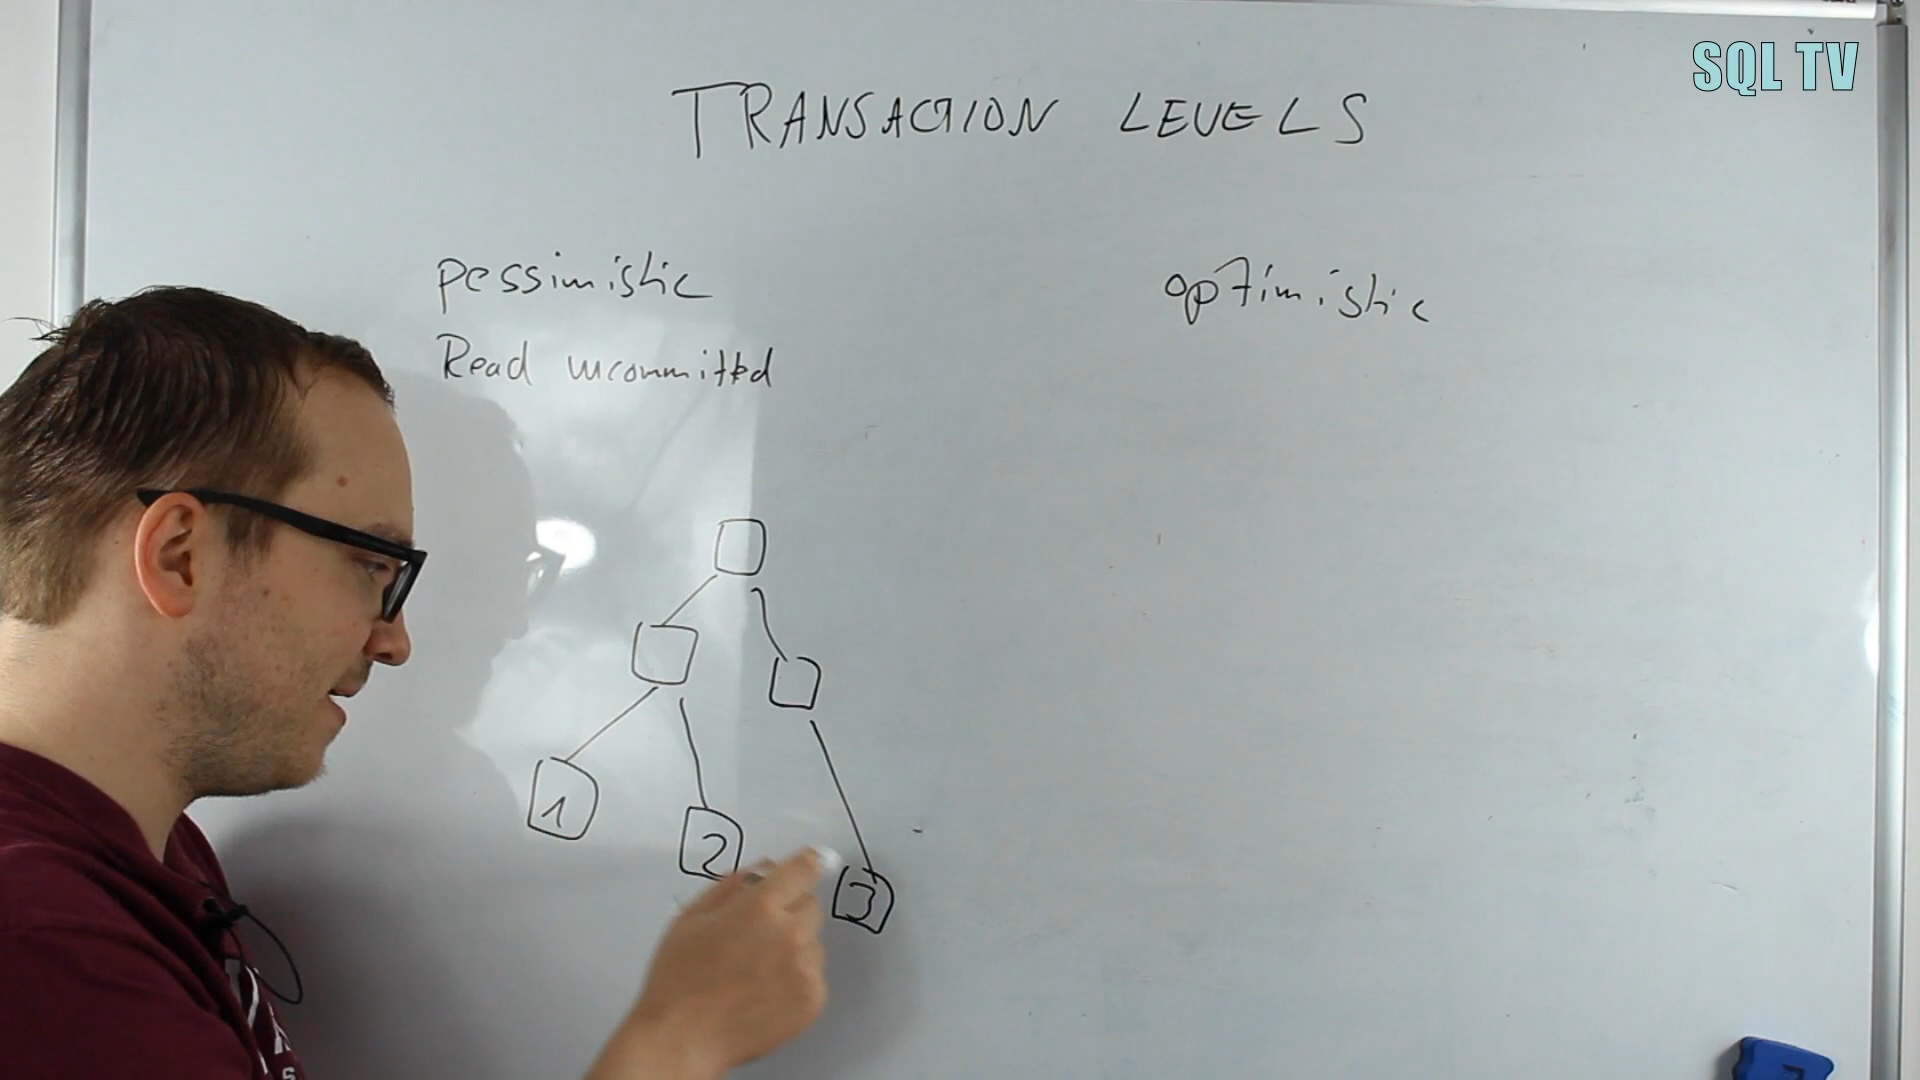 SQL TV
TRANSACTION LEVELS
pessimistic
optimistic
Read uncommitted
1
2
3